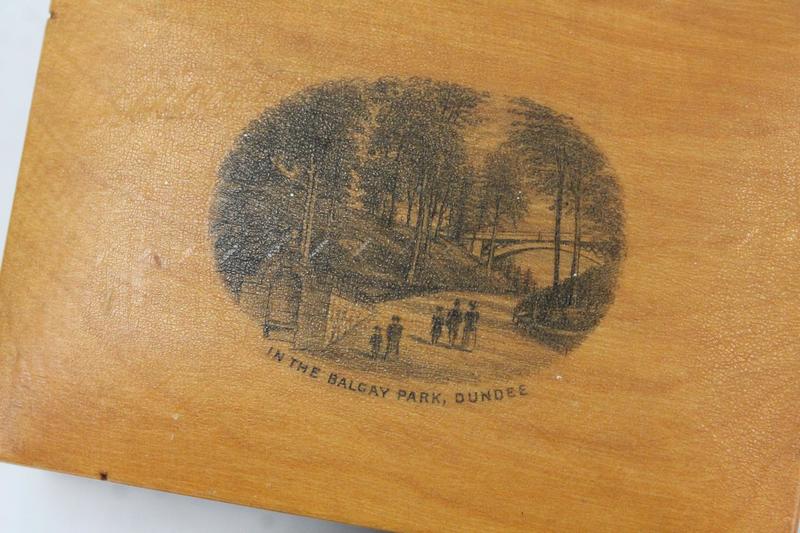 IN THE BALGAY PARK, DUNDEE